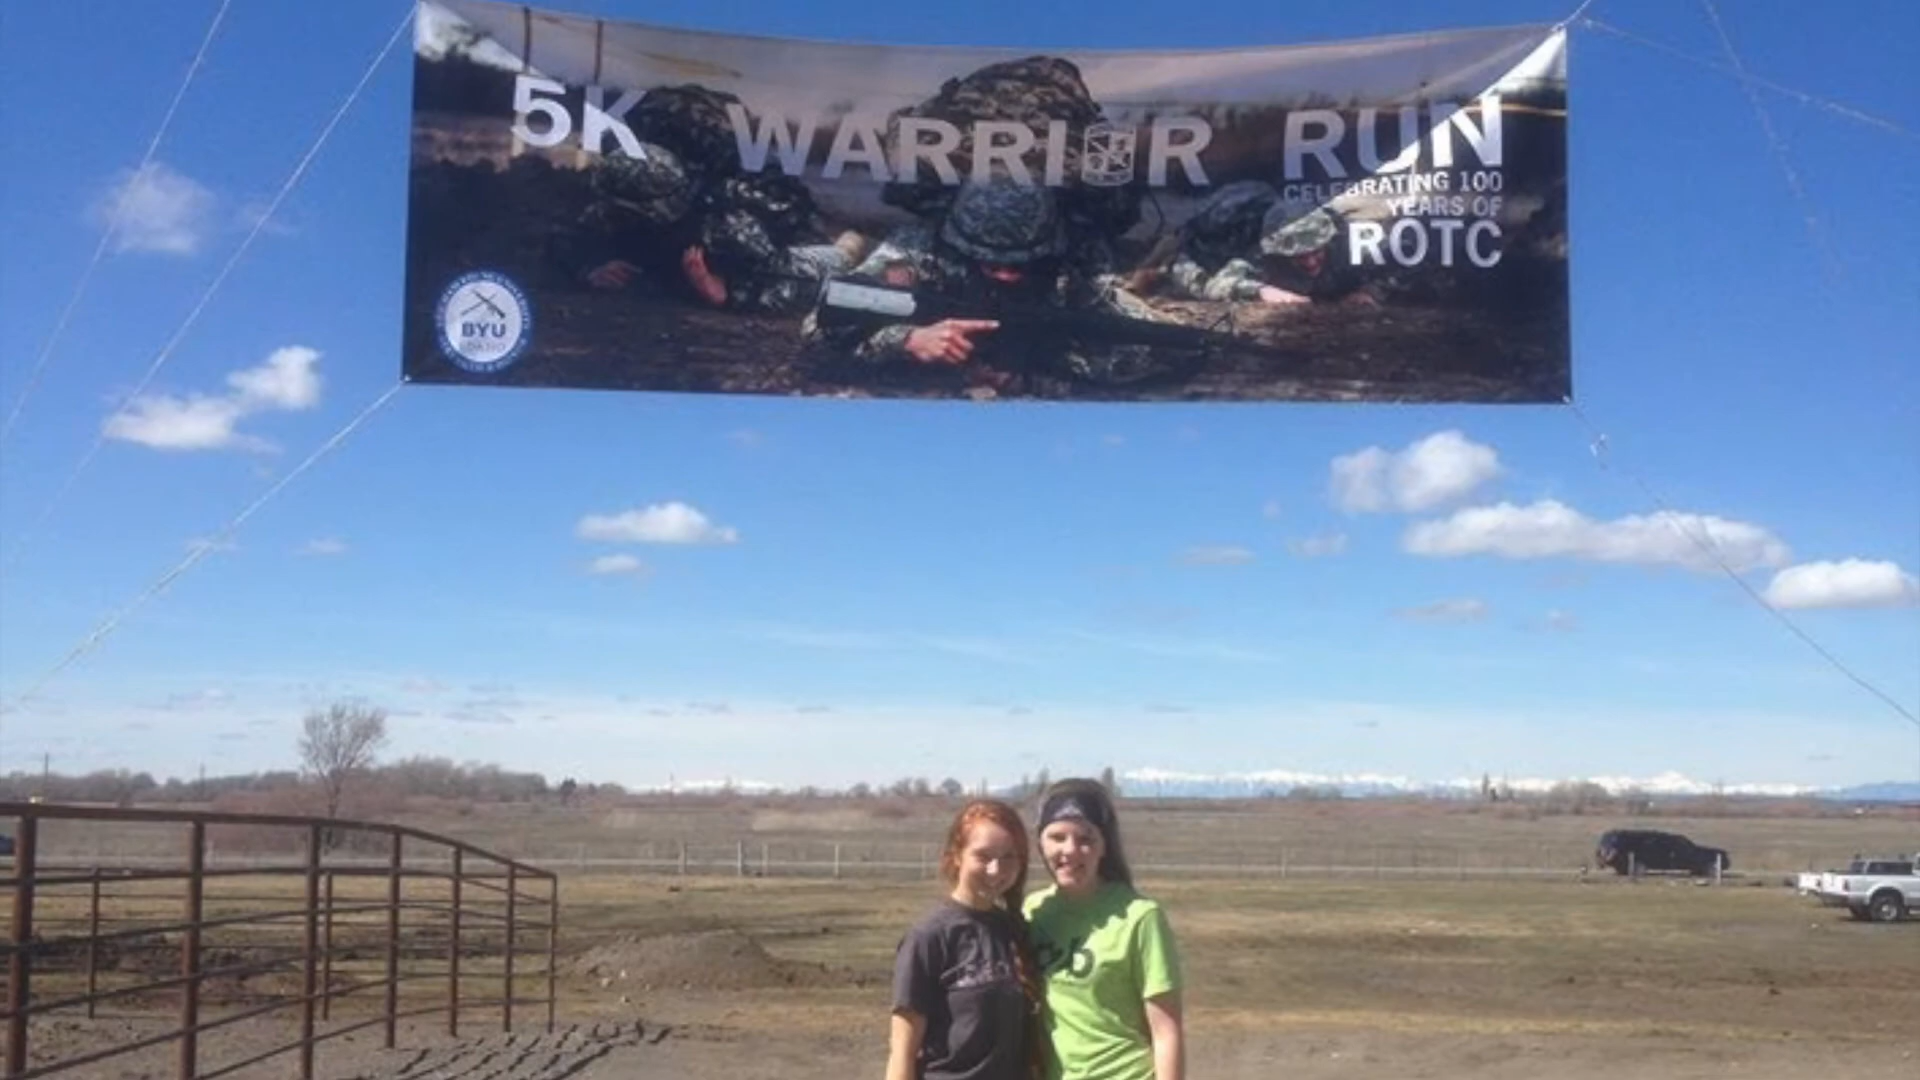 5K WARRIOR RUN
CELEBRATING 100
YEARS OF
ROTC
BYU
IDAHO